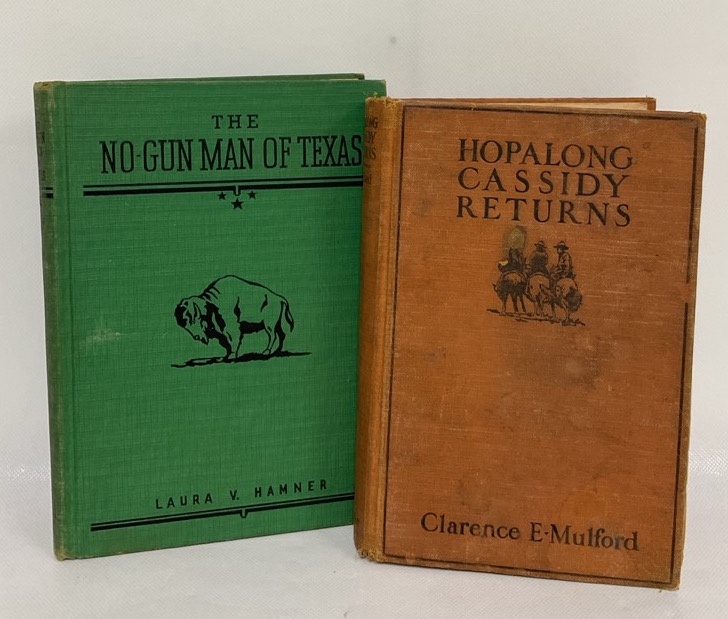 THE
NO-GUN MAN OF TEXAS
LAURA V. HAMNER
HOPALONG
CASSIDY
RETURNS
Clarence E·Mulford